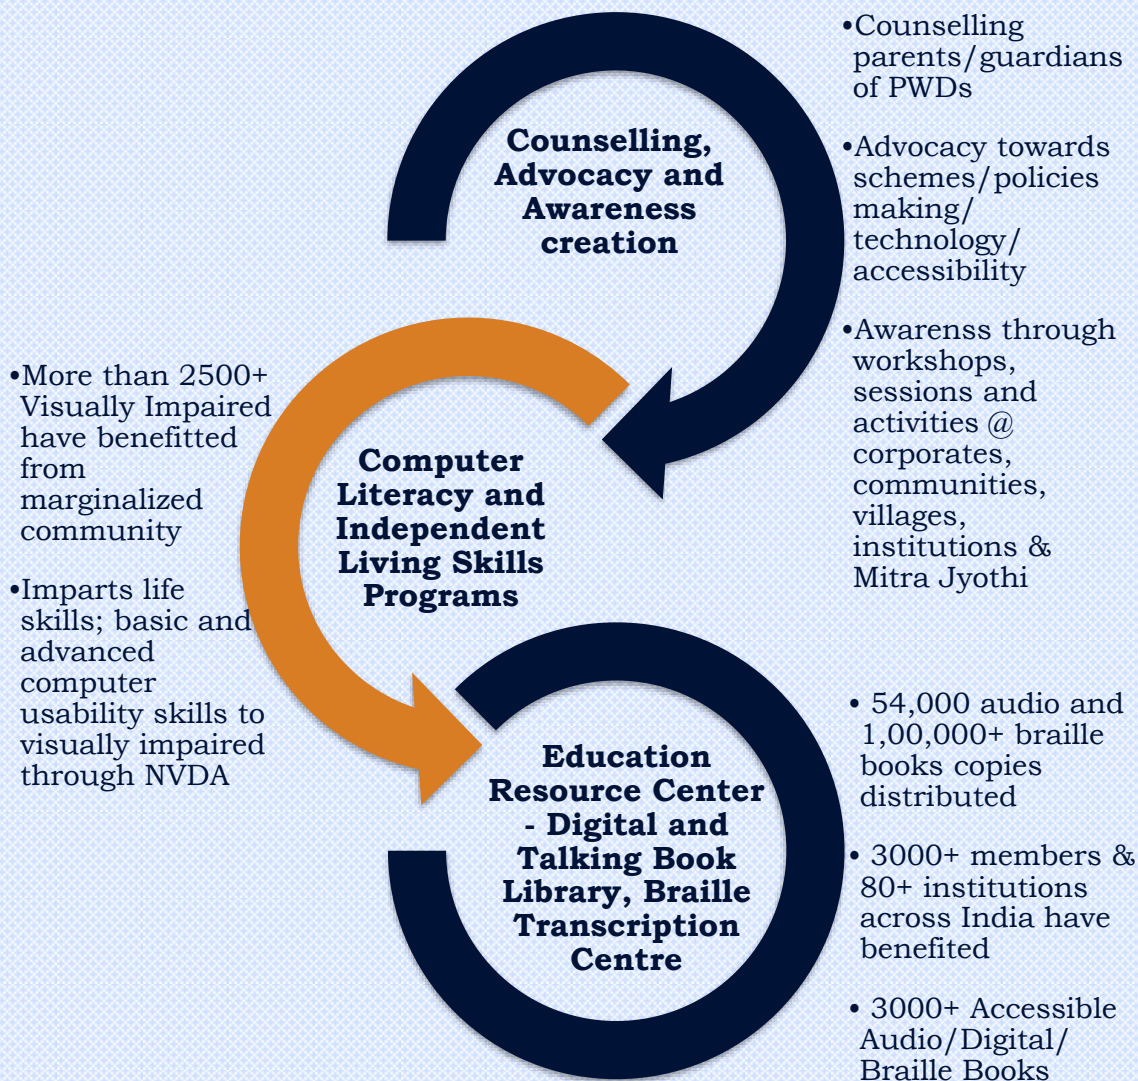 Counselling,
Advocacy and
Awareness
creation
•Counselling
parents/guardians
of PWDs
•Advocacy towards
schemes/policies
making/
technology/
accessibility
•Awarenss through
workshops,
sessions and
activities @
corporates,
communities,
villages,
institutions &
Mitra Jyothi
Computer
Literacy and
Independent
Living Skills
Programs
•More than 2500+
Visually Impaired
have benefitted
from
marginalized
community
•Imparts life
skills; basic and
advanced
computer
usability skills to
visually impaired
through NVDA
Education
Resource Center
- Digital and
Talking Book
Library, Braille
Transcription
Centre
• 54,000 audio and
1,00,000+ braille
books copies
distributed
• 3000+ members &
80+ institutions
across India have
benefited
• 3000+ Accessible
Audio/Digital/
Braille Books